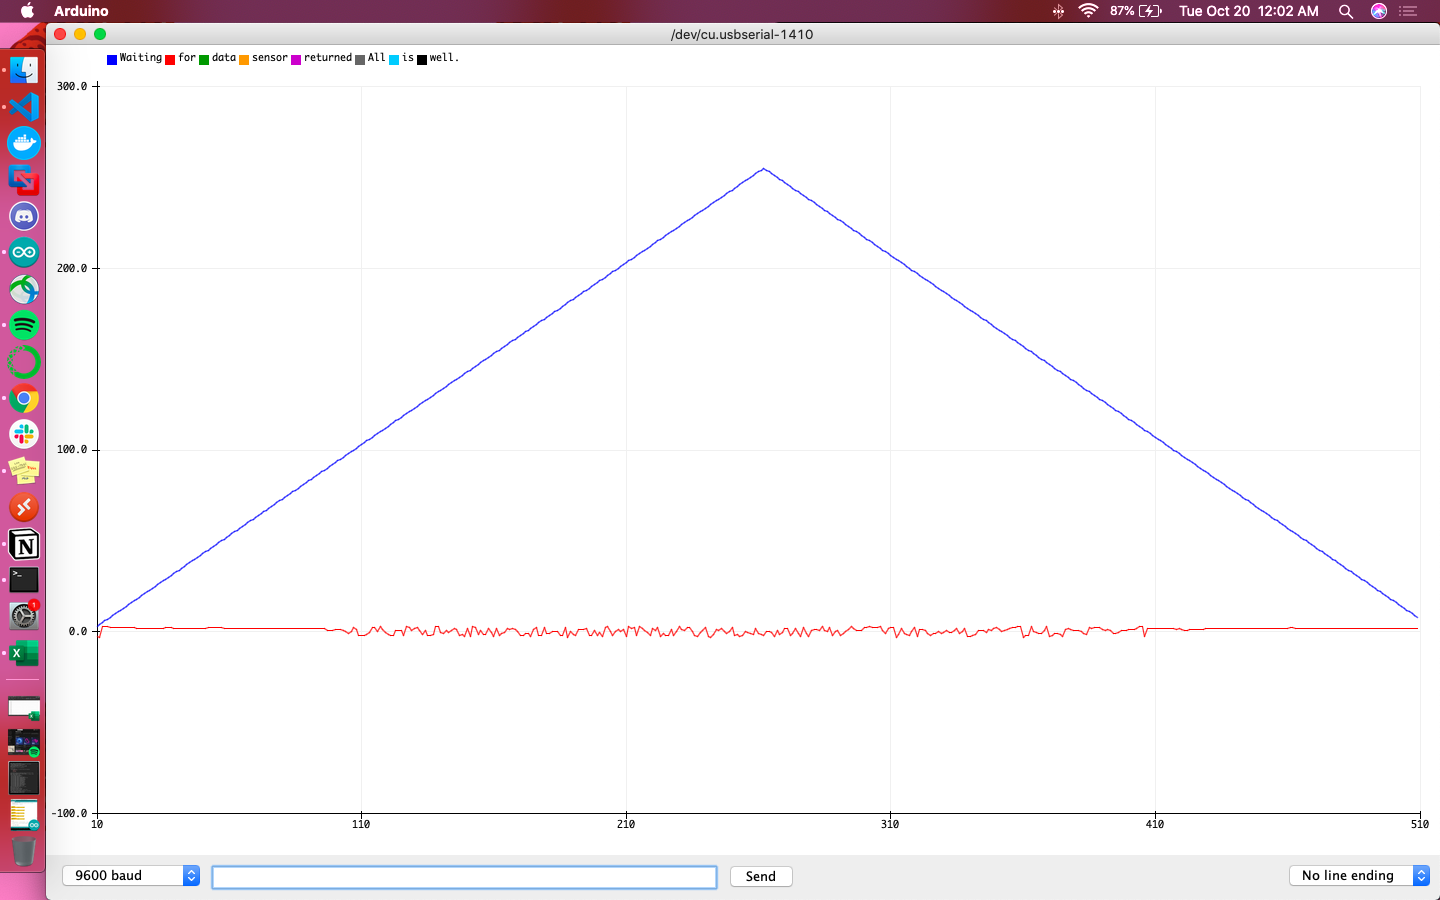 Arduino 87% Tue Oct 20 12:02 AM
/dev/cu.usbserial-1410
Waiting for data sensor returned All is well.
300.0
200.0
100.0
0.0
-100.0
10 110 210 310 410 510
9600 baud Send No line ending
1
N
X
>_